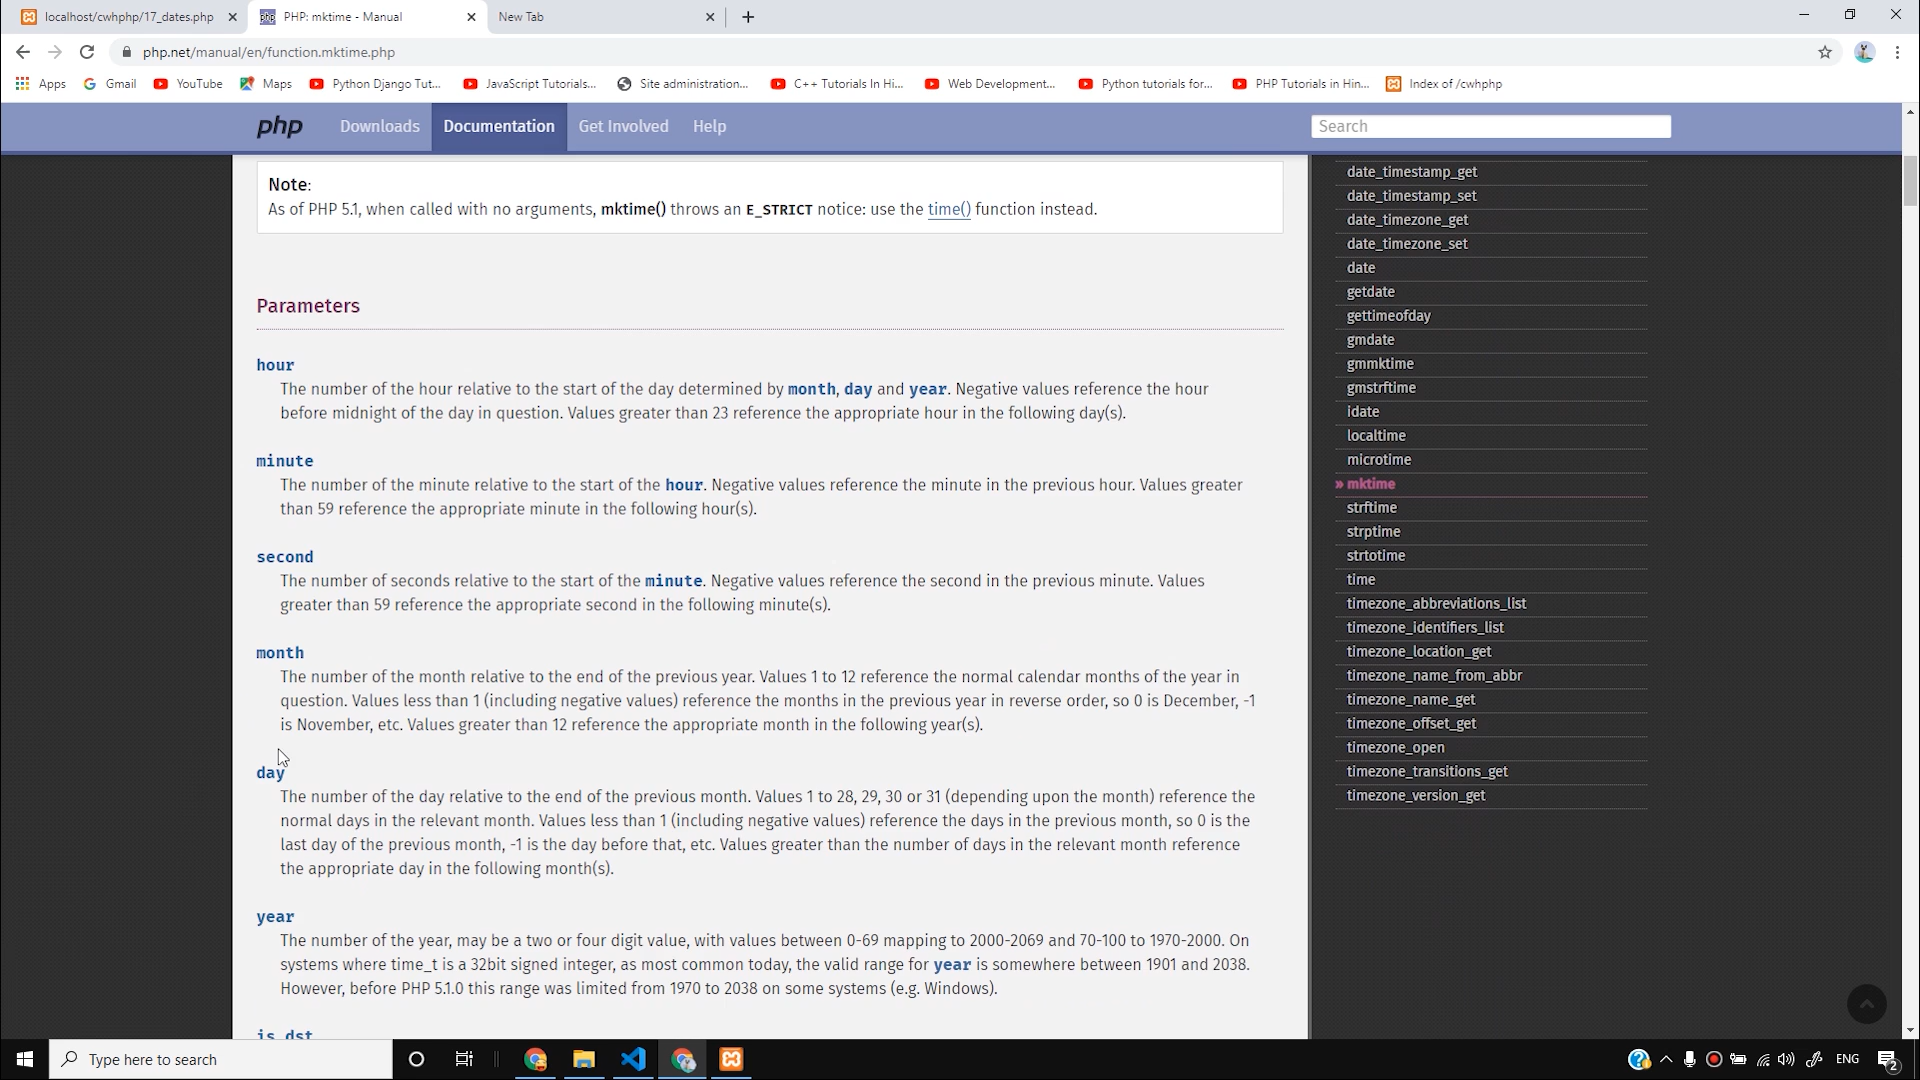 localhost/cwhphp/17_dates.php
PHP: mktime - Manual
New Tab
php.net/manual/en/function.mktime.php
Apps
Gmail
YouTube
Maps
Python Django Tut...
JavaScript Tutorials...
Site administration...
C++ Tutorials In Hi...
Web Development...
Python tutorials for...
PHP Tutorials in Hin...
Index of /cwhphp
php
Downloads
Documentation
Get Involved
Help
Search
Note:
As of PHP 5.1, when called with no arguments, mktime() throws an E_STRICT notice: use the time() function instead.
Parameters
hour
The number of the hour relative to the start of the day determined by month, day and year. Negative values reference the hour
before midnight of the day in question. Values greater than 23 reference the appropriate hour in the following day(s).
minute
The number of the minute relative to the start of the hour. Negative values reference the minute in the previous hour. Values greater
than 59 reference the appropriate minute in the following hour(s).
second
The number of seconds relative to the start of the minute. Negative values reference the second in the previous minute. Values
greater than 59 reference the appropriate second in the following minute(s).
month
The number of the month relative to the end of the previous year. Values 1 to 12 reference the normal calendar months of the year in
question. Values less than 1 (including negative values) reference the months in the previous year in reverse order, so 0 is December, -1
is November, etc. Values greater than 12 reference the appropriate month in the following year(s).
day
The number of the day relative to the end of the previous month. Values 1 to 28, 29, 30 or 31 (depending upon the month) reference the
normal days in the relevant month. Values less than 1 (including negative values) reference the days in the previous month, so 0 is the
last day of the previous month, -1 is the day before that, etc. Values greater than the number of days in the relevant month reference
the appropriate day in the following month(s).
year
The number of the year, may be a two or four digit value, with values between 0-69 mapping to 2000-2069 and 70-100 to 1970-2000. On
systems where time_t is a 32bit signed integer, as most common today, the valid range for year is somewhere between 1901 and 2038.
However, before PHP 5.1.0 this range was limited from 1970 to 2038 on some systems (e.g. Windows).
is_dst
date_timestamp_get
date_timestamp_set
date_timezone_get
date_timezone_set
date
getdate
gettimeofday
gmdate
gmmktime
gmstrftime
idate
localtime
microtime
» mktime
strftime
strptime
strtotime
time
timezone_abbreviations_list
timezone_identifiers_list
timezone_location_get
timezone_name_from_abbr
timezone_name_get
timezone_offset_get
timezone_open
timezone_transitions_get
timezone_version_get
Type here to search
ENG
2